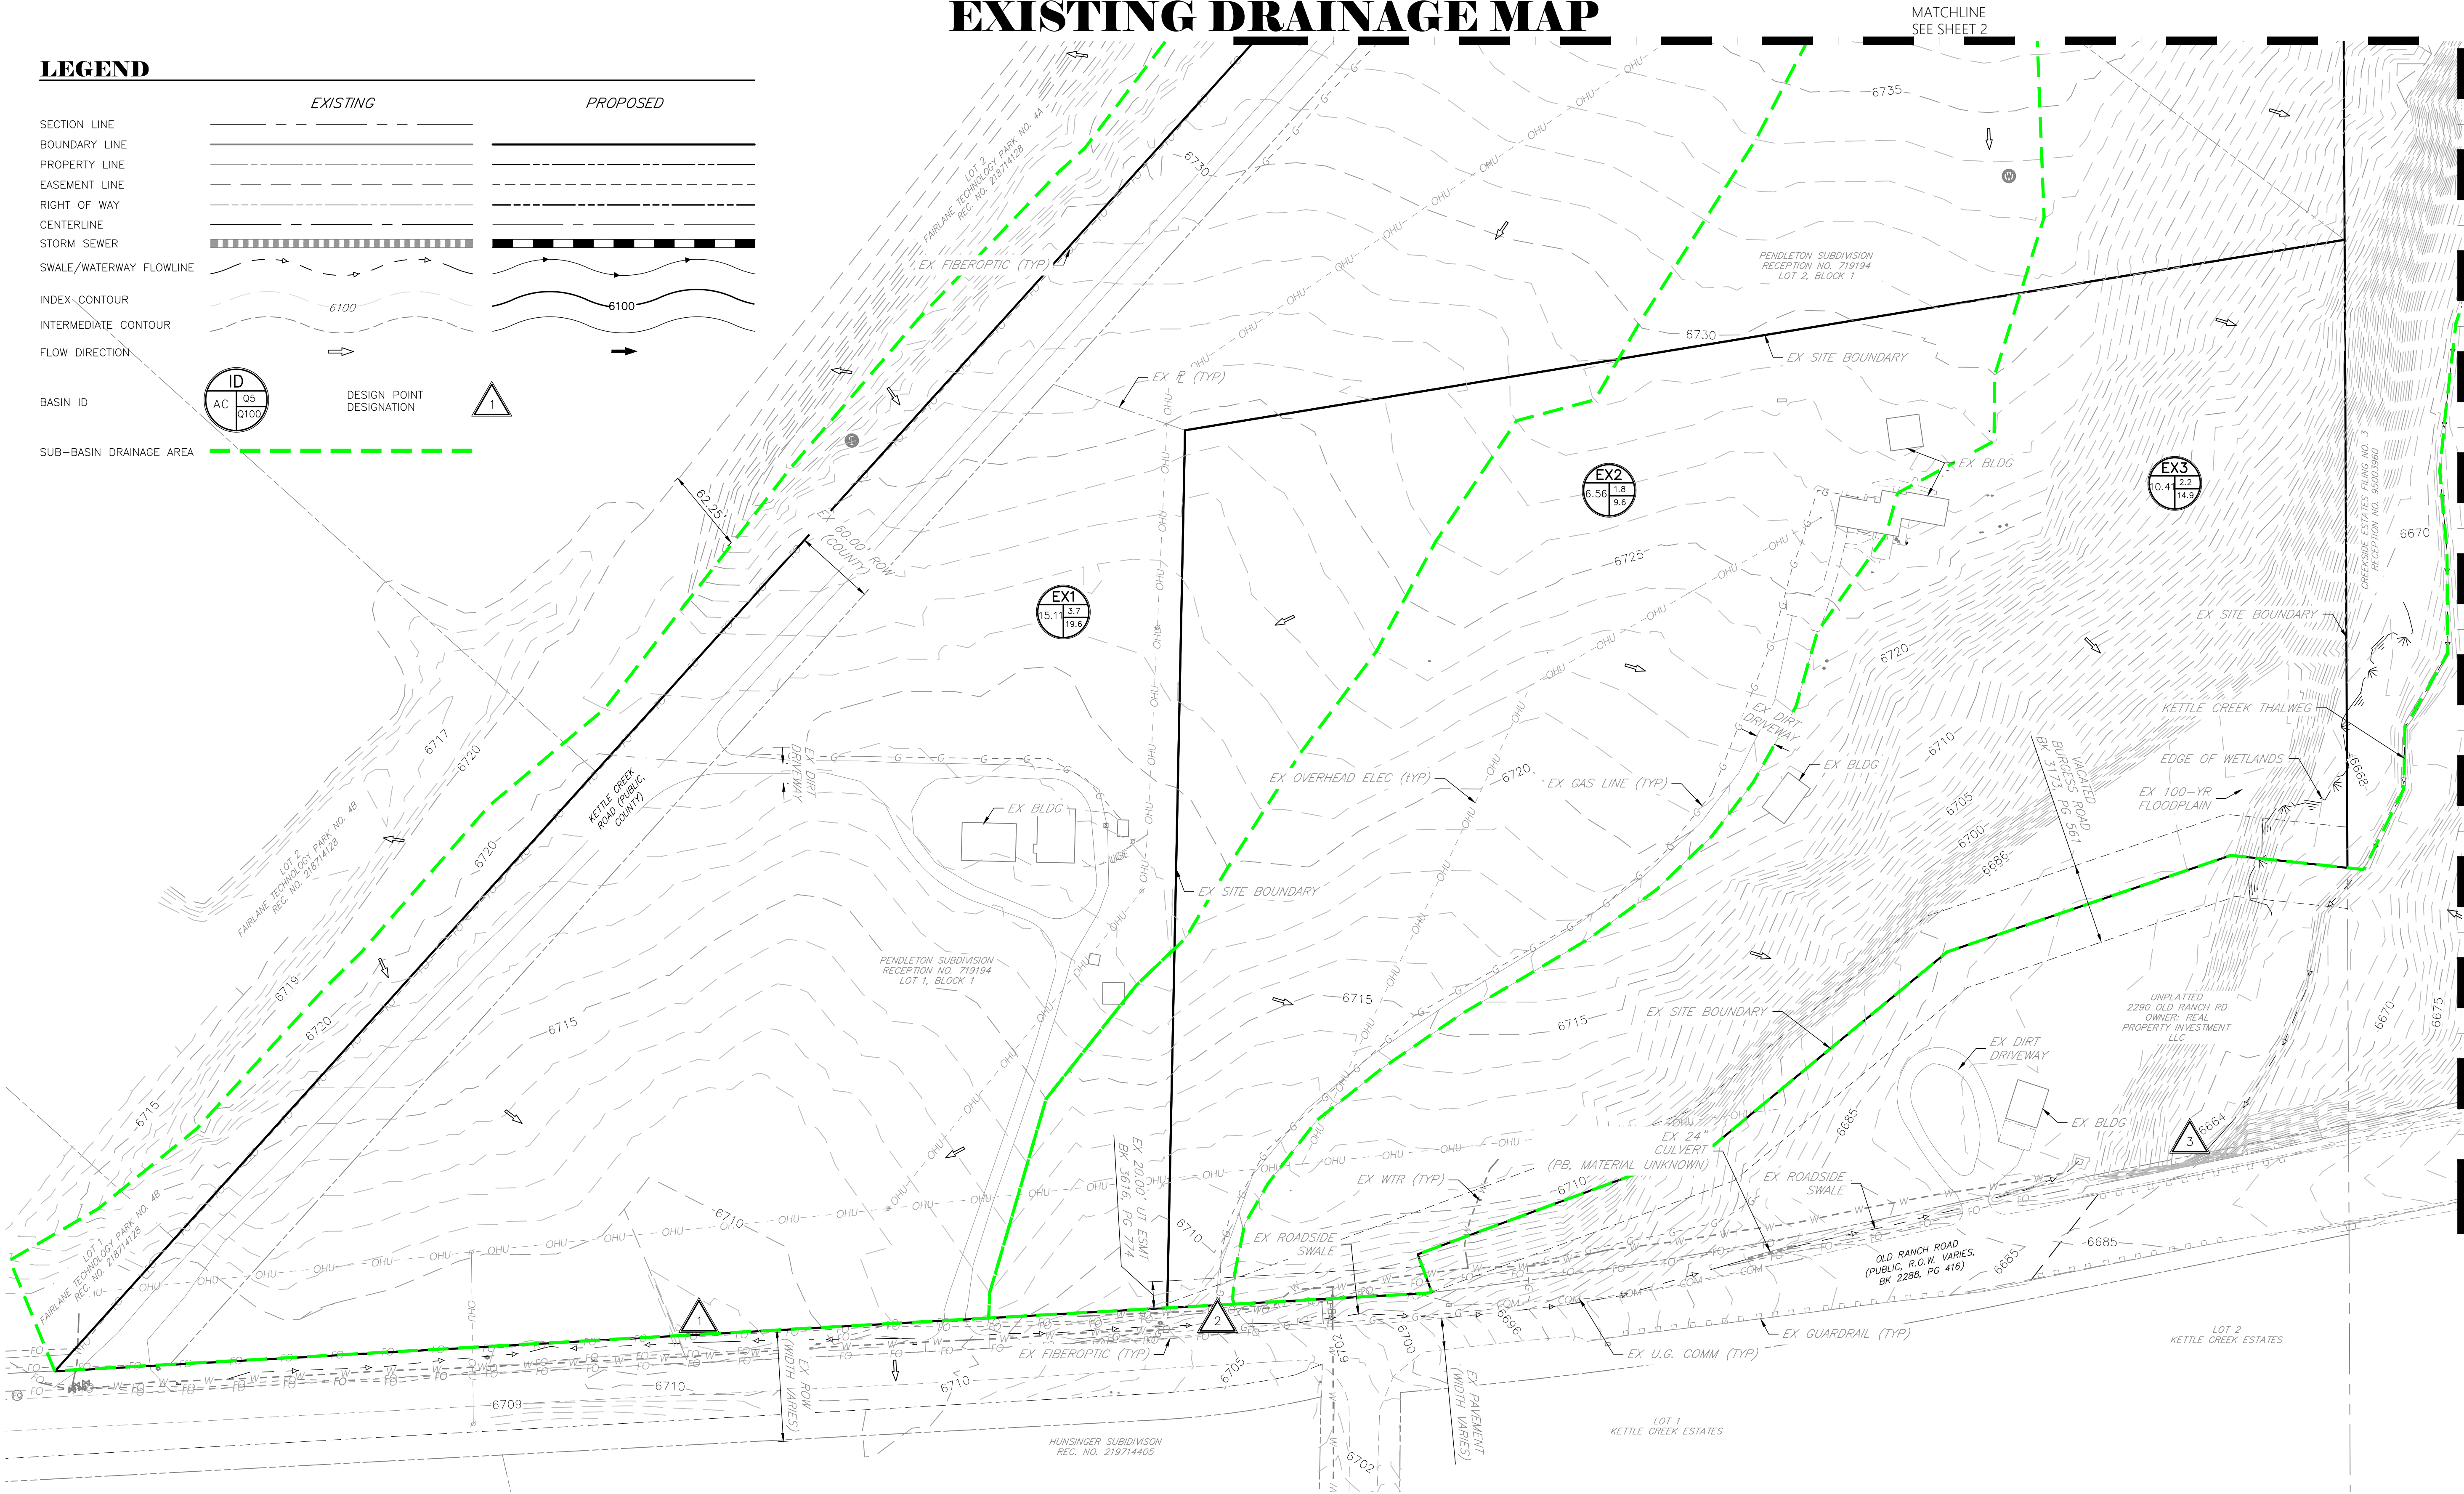 EXISTING DRAINAGE MAP
MATCHLINE
SEE SHEET 2
LEGEND
EXISTING
PROPOSED
SECTION LINE
BOUNDARY LINE
PROPERTY LINE
EASEMENT LINE
RIGHT OF WAY
CENTERLINE
STORM SEWER
SWALE/WATERWAY FLOWLINE
INDEX CONTOUR
6100
6100
INTERMEDIATE CONTOUR
FLOW DIRECTION
BASIN ID
ID
AC
Q5
Q100
DESIGN POINT
DESIGNATION
1
SUB-BASIN DRAINAGE AREA
LOT 2
FAIRLANE TECHNOLOGY PARK NO. 4A
REC. NO. 218714128
EX FIBEROPTIC (TYP)
6730
6735
W
PENDLETON SUBDIVISION
RECEPTION NO. 719194
LOT 2, BLOCK 1
6730
EX SITE BOUNDARY
EX PL (TYP)
62.25'
EX 60.00' ROW
(COUNTY)
EX1
15.11
3.7
19.6
EX2
6.56
1.8
9.6
EX BLDG
EX3
10.41
2.2
14.9
CREEKSIDE ESTATES FILING NO. 3
RECEPTION NO. 95003960
6670
6725
6720
EX SITE BOUNDARY
KETTLE CREEK THALWEG
EDGE OF WETLANDS
EX 100-YR
FLOODPLAIN
6668
VACATED
BURGESS ROAD
BK 3173, PG 561
6710
6705
6700
6686
EX DIRT
DRIVEWAY
EX BLDG
EX OVERHEAD ELEC (tYP)
6720
EX GAS LINE (TYP)
6717
6720
KETTLE CREEK
ROAD (PUBLIC,
COUNTY)
EX DIRT
DRIVEWAY
EX BLDG
UGE
EX SITE BOUNDARY
LOT 2
FAIRLANE TECHNOLOGY PARK NO. 4B
REC. NO. 218714128
6720
6719
6720
PENDLETON SUBDIVISION
RECEPTION NO. 719194
LOT 1, BLOCK 1
6715
6715
6715
EX SITE BOUNDARY
UNPLATTED
2290 OLD RANCH RD
OWNER: REAL
PROPERTY INVESTMENT
LLC
6670
6675
EX DIRT
DRIVEWAY
EX BLDG
6664
3
6685
6715
LOT 1
FAIRLANE TECHNOLOGY PARK NO. 4B
REC. NO. 218714128
6710
EX 20.00' UT ESMT
BK 3616, PG 774
6710
EX 24"
CULVERT
(PB, MATERIAL UNKNOWN)
EX WTR (TYP)
6710
EX ROADSIDE
SWALE
EX ROADSIDE
SWALE
OLD RANCH ROAD
(PUBLIC, R.O.W. VARIES,
BK 2288, PG 416)
6685
6685
1
2
EX FIBEROPTIC (TYP)
EX ROW
(WIDTH VARIES)
6710
6709
6710
6705
6702
6700
6696
EX PAVEMENT
(WIDTH VARIES)
EX GUARDRAIL (TYP)
EX U.G. COMM (TYP)
LOT 2
KETTLE CREEK ESTATES
LOT 1
KETTLE CREEK ESTATES
HUNSINGER SUBIDIVISON
REC. NO. 219714405
6702